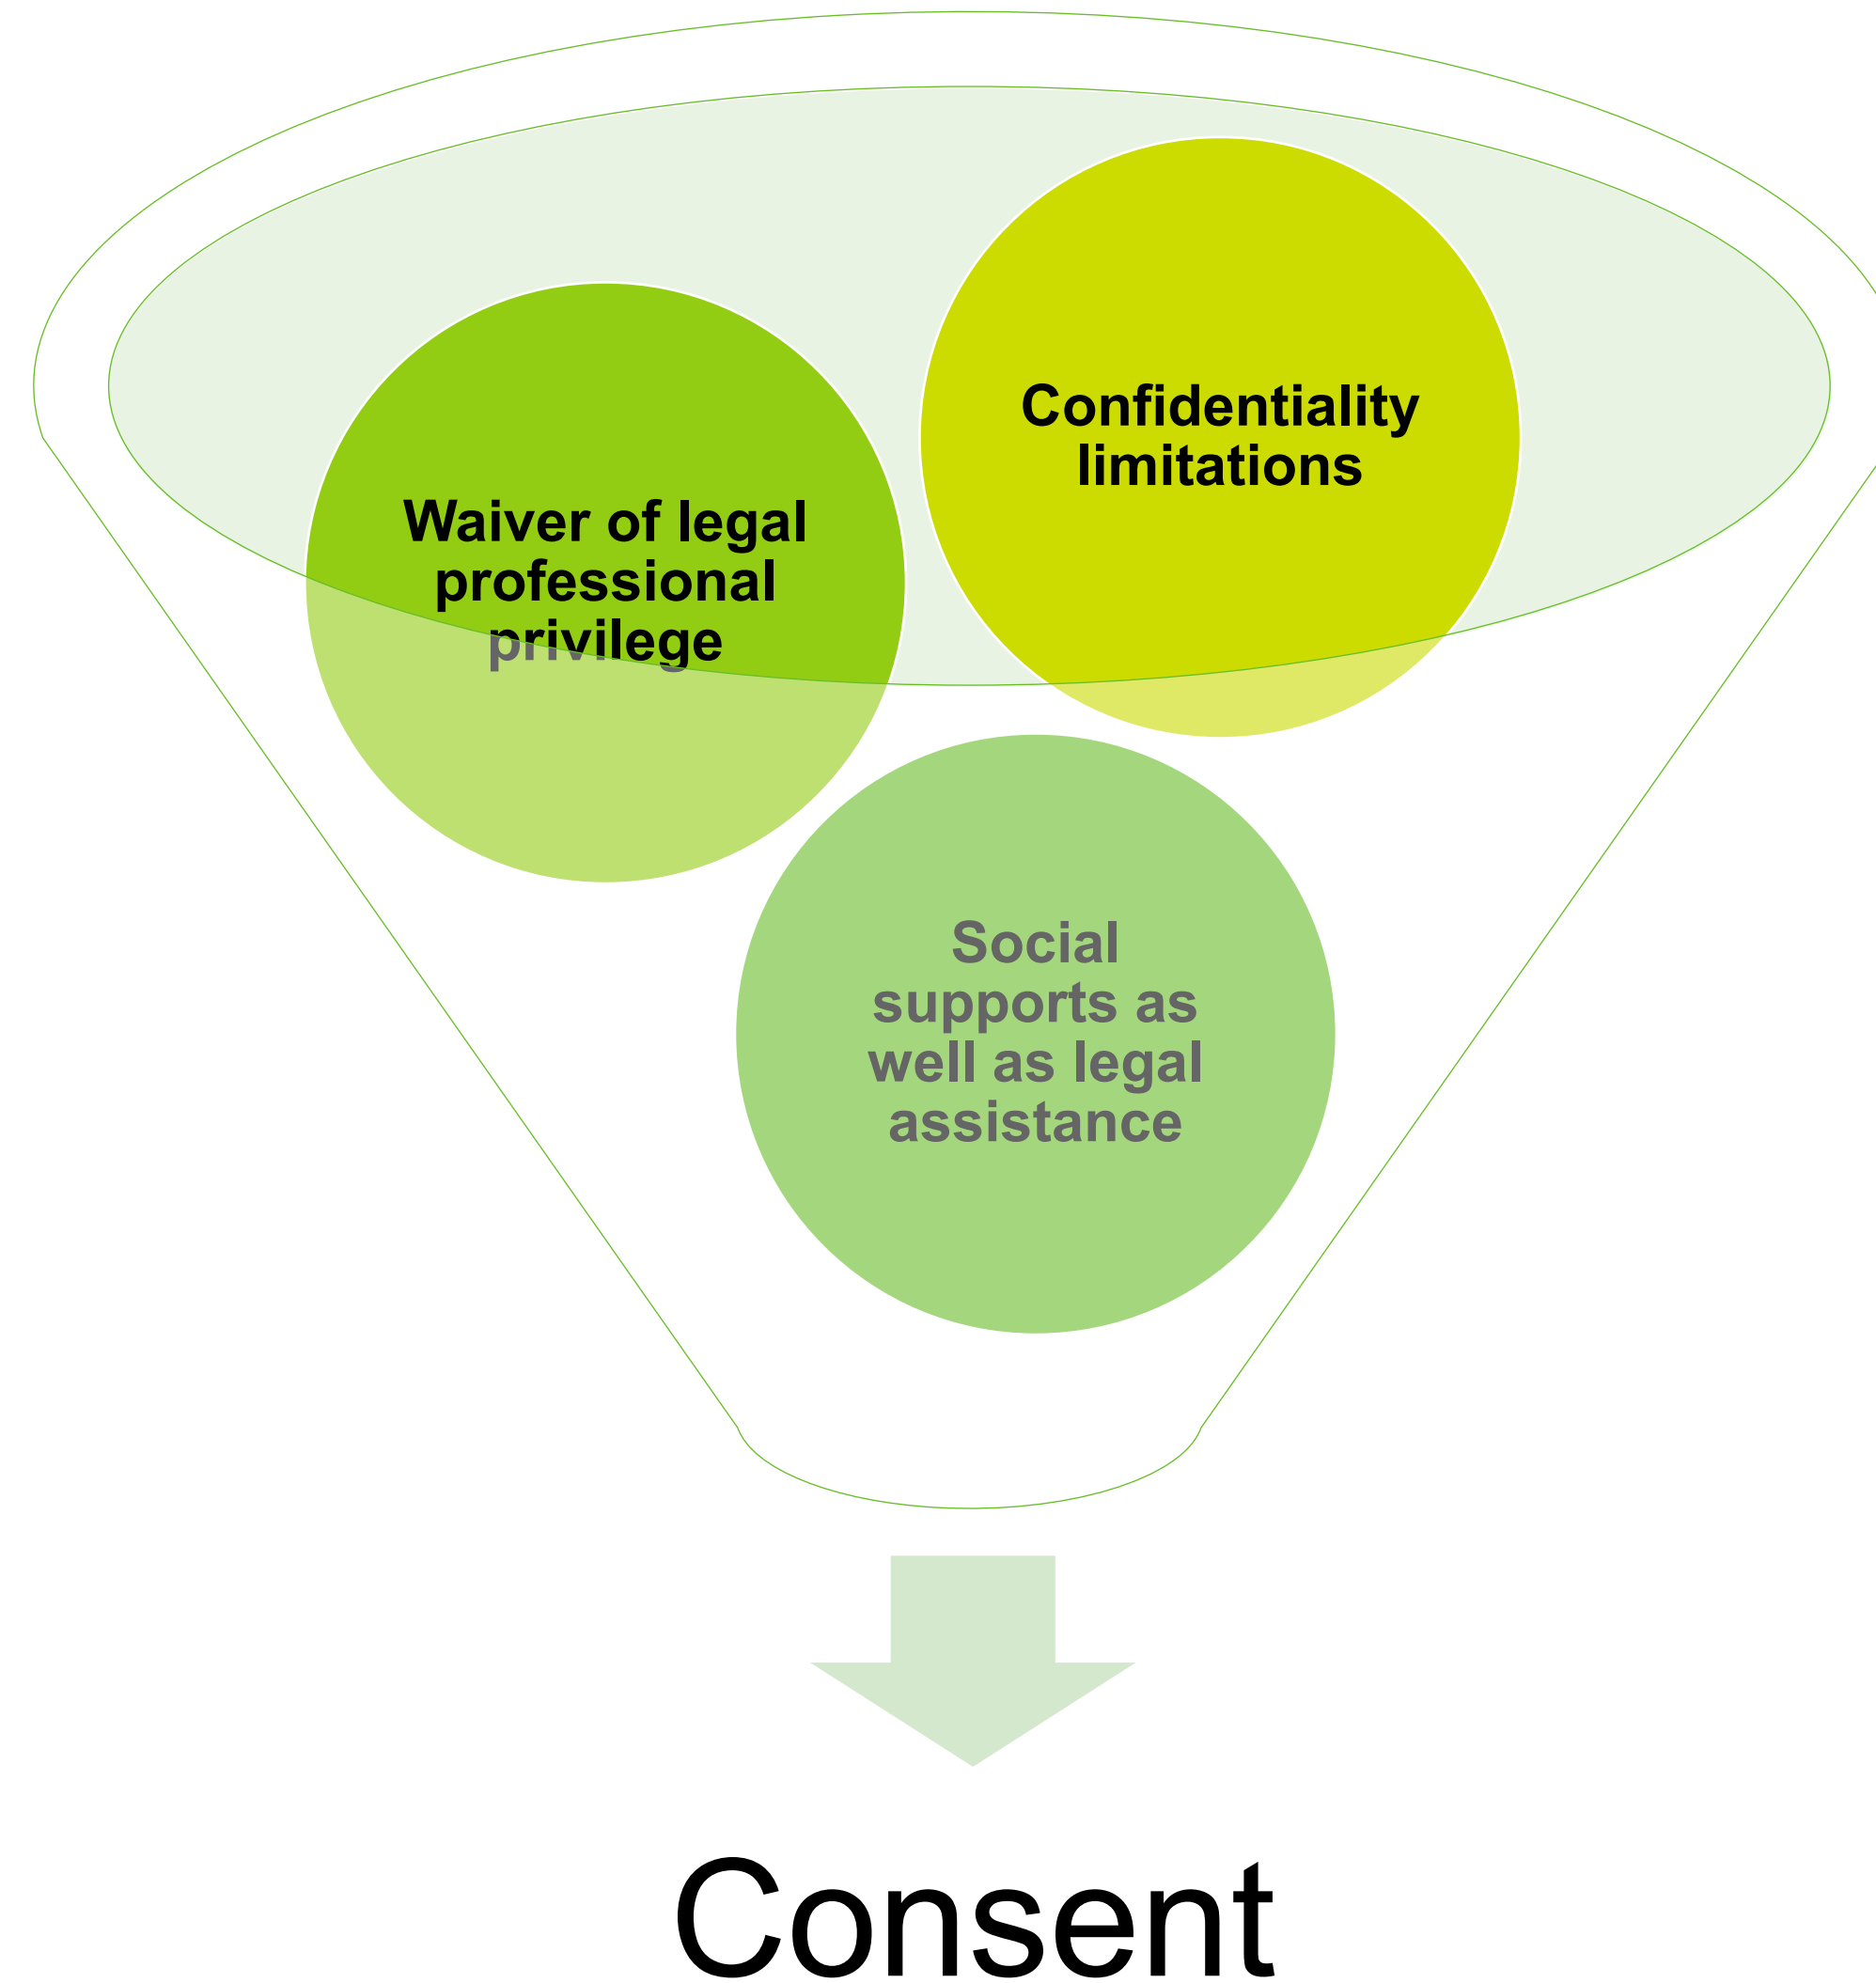 Confidentiality
limitations
Waiver of legal
professional
privilege
Social
supports as
well as legal
assistance
Consent